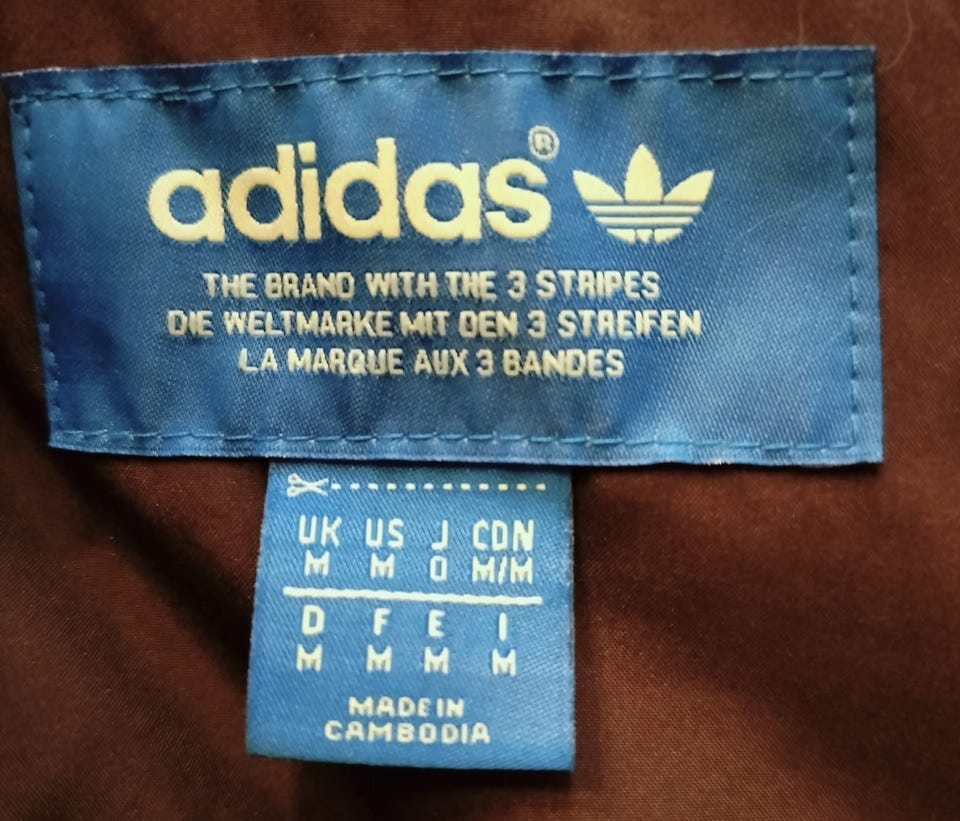 adidas®
THE BRAND WITH THE 3 STRIPES
DIE WELTMARKE MIT DEN 3 STREIFEN
LA MARQUE AUX 3 BANDES
UK US J CDN
M M O M/M
D F E I
M M M M
MADE IN
CAMBODIA